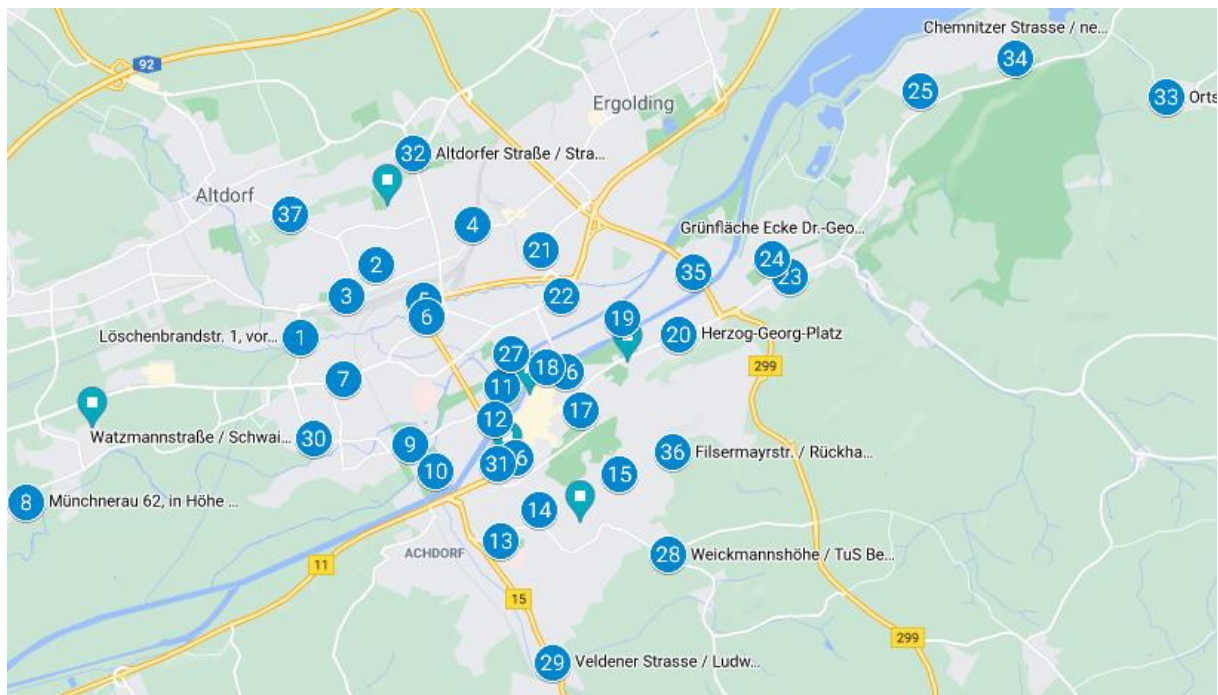 Chemnitzer Strasse / ne...
34
92
25
33 Orts
Ergolding
32 Altdorfer Straße / Stra...
Altdorf
37
4
Grünfläche Ecke Dr.-Geo...
21
24
2
35
23
3
5
22
6
19
Löschenbrandstr. 1, vor...
1
20 Herzog-Georg-Platz
27
18
26
299
7
11
17
12
Watzmannstraße / Schwai...
30
9
36 Filsermayrstr. / Rückha...
31
10
15
8 Münchnerau 62, in Höhe ...
14
13
ACHDORF
28 Weickmannshöhe / TuS Be...
11
15
299
29 Veldener Strasse / Ludw...